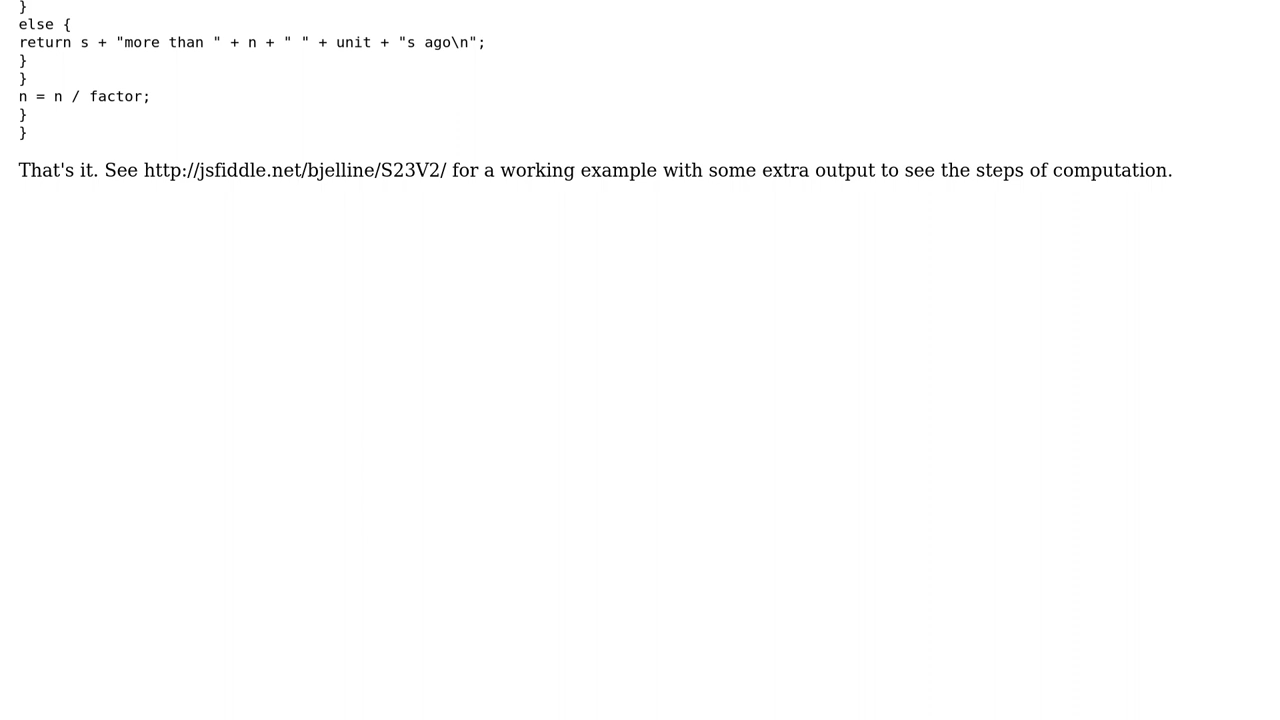 }
else {
return s + "more than " + n + " " + unit + "s ago\n";
}
}
n = n / factor;
}
}
That's it. See http://jsfiddle.net/bjelline/S23V2/ for a working example with some extra output to see the steps of computation.